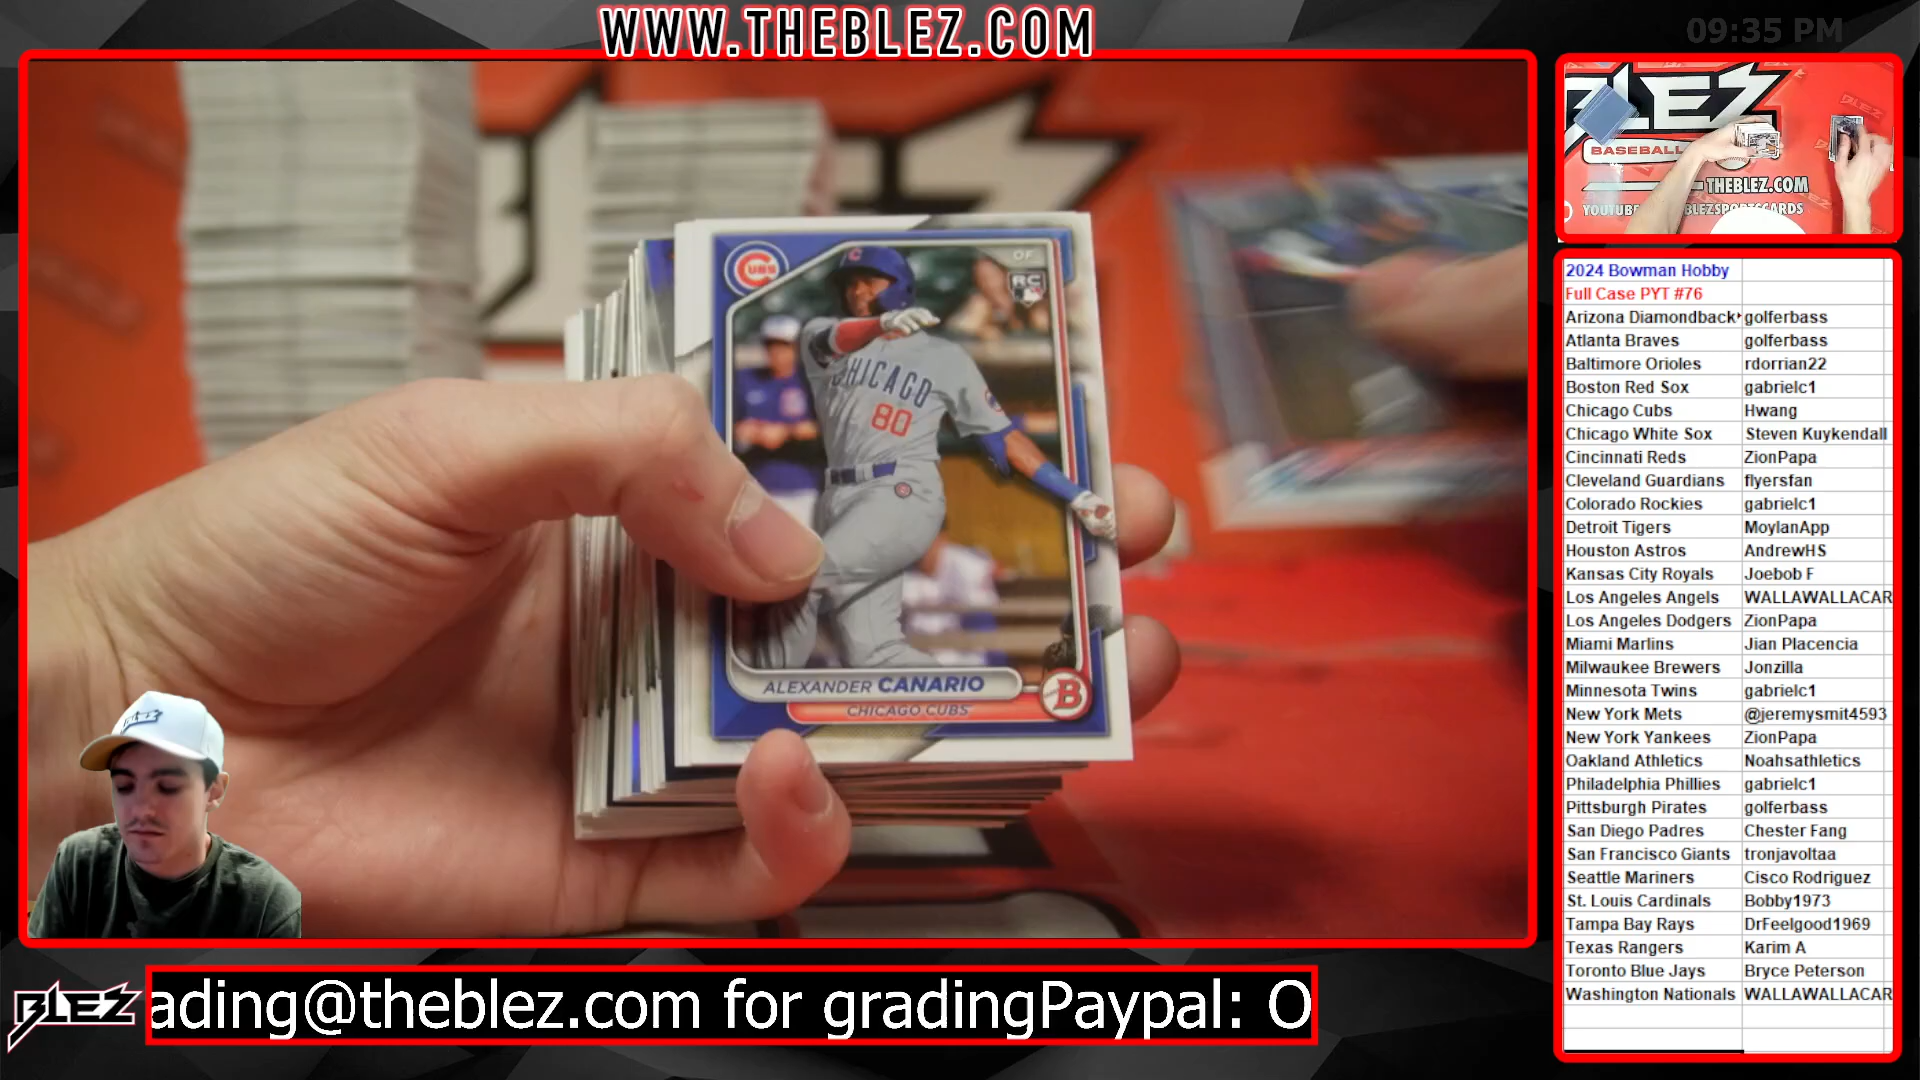 WWW.THEBLEZ.COM
09:35 PM
CUBS
OF
RC
CHICAGO
80
ALEXANDER CANARIO
CHICAGO CUBS
B
BLEZ
BASEBALL
THEBLEZ.COM
BLEZSPORTSCARDS
2024 Bowman Hobby
Full Case PYT #76
Arizona Diamondback golferbass
Atlanta Braves golferbass
Baltimore Orioles rdorrian22
Boston Red Sox gabrielc1
Chicago Cubs Hwang
Chicago White Sox Steven Kuykendall
Cincinnati Reds ZionPapa
Cleveland Guardians flyersfan
Colorado Rockies gabrielc1
Detroit Tigers MoylanApp
Houston Astros AndrewHS
Kansas City Royals Joebob F
Los Angeles Angels WALLAWALLACAR
Los Angeles Dodgers ZionPapa
Miami Marlins Jian Placencia
Milwaukee Brewers Jonzilla
Minnesota Twins gabrielc1
New York Mets @jeremysmit4593
New York Yankees ZionPapa
Oakland Athletics Noahsathletics
Philadelphia Phillies gabrielc1
Pittsburgh Pirates golferbass
San Diego Padres Chester Fang
San Francisco Giants tronjavoltaa
Seattle Mariners Cisco Rodriguez
St. Louis Cardinals Bobby1973
Tampa Bay Rays DrFeelgood1969
Texas Rangers Karim A
Toronto Blue Jays Bryce Peterson
Washington Nationals WALLAWALLACAR
BLEZ
ading@theblez.com for gradingPaypal: O